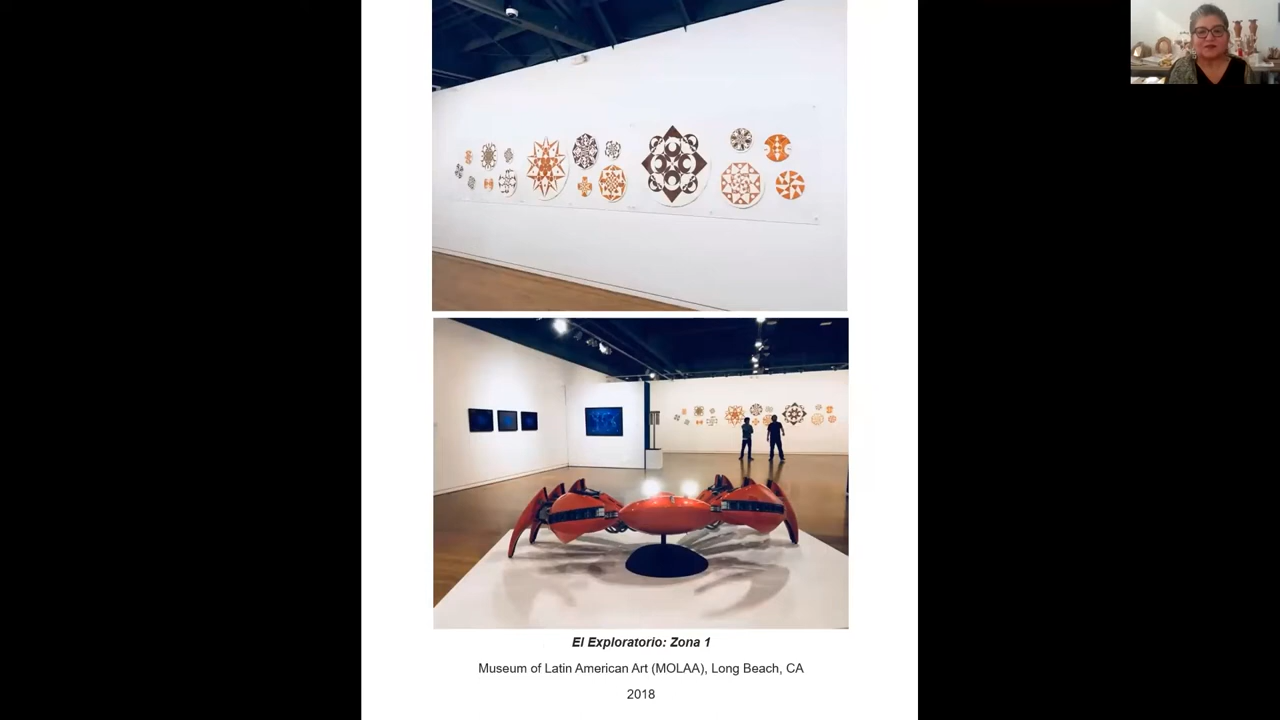 El Exploratorio: Zona 1
Museum of Latin American Art (MOLAA), Long Beach, CA
2018